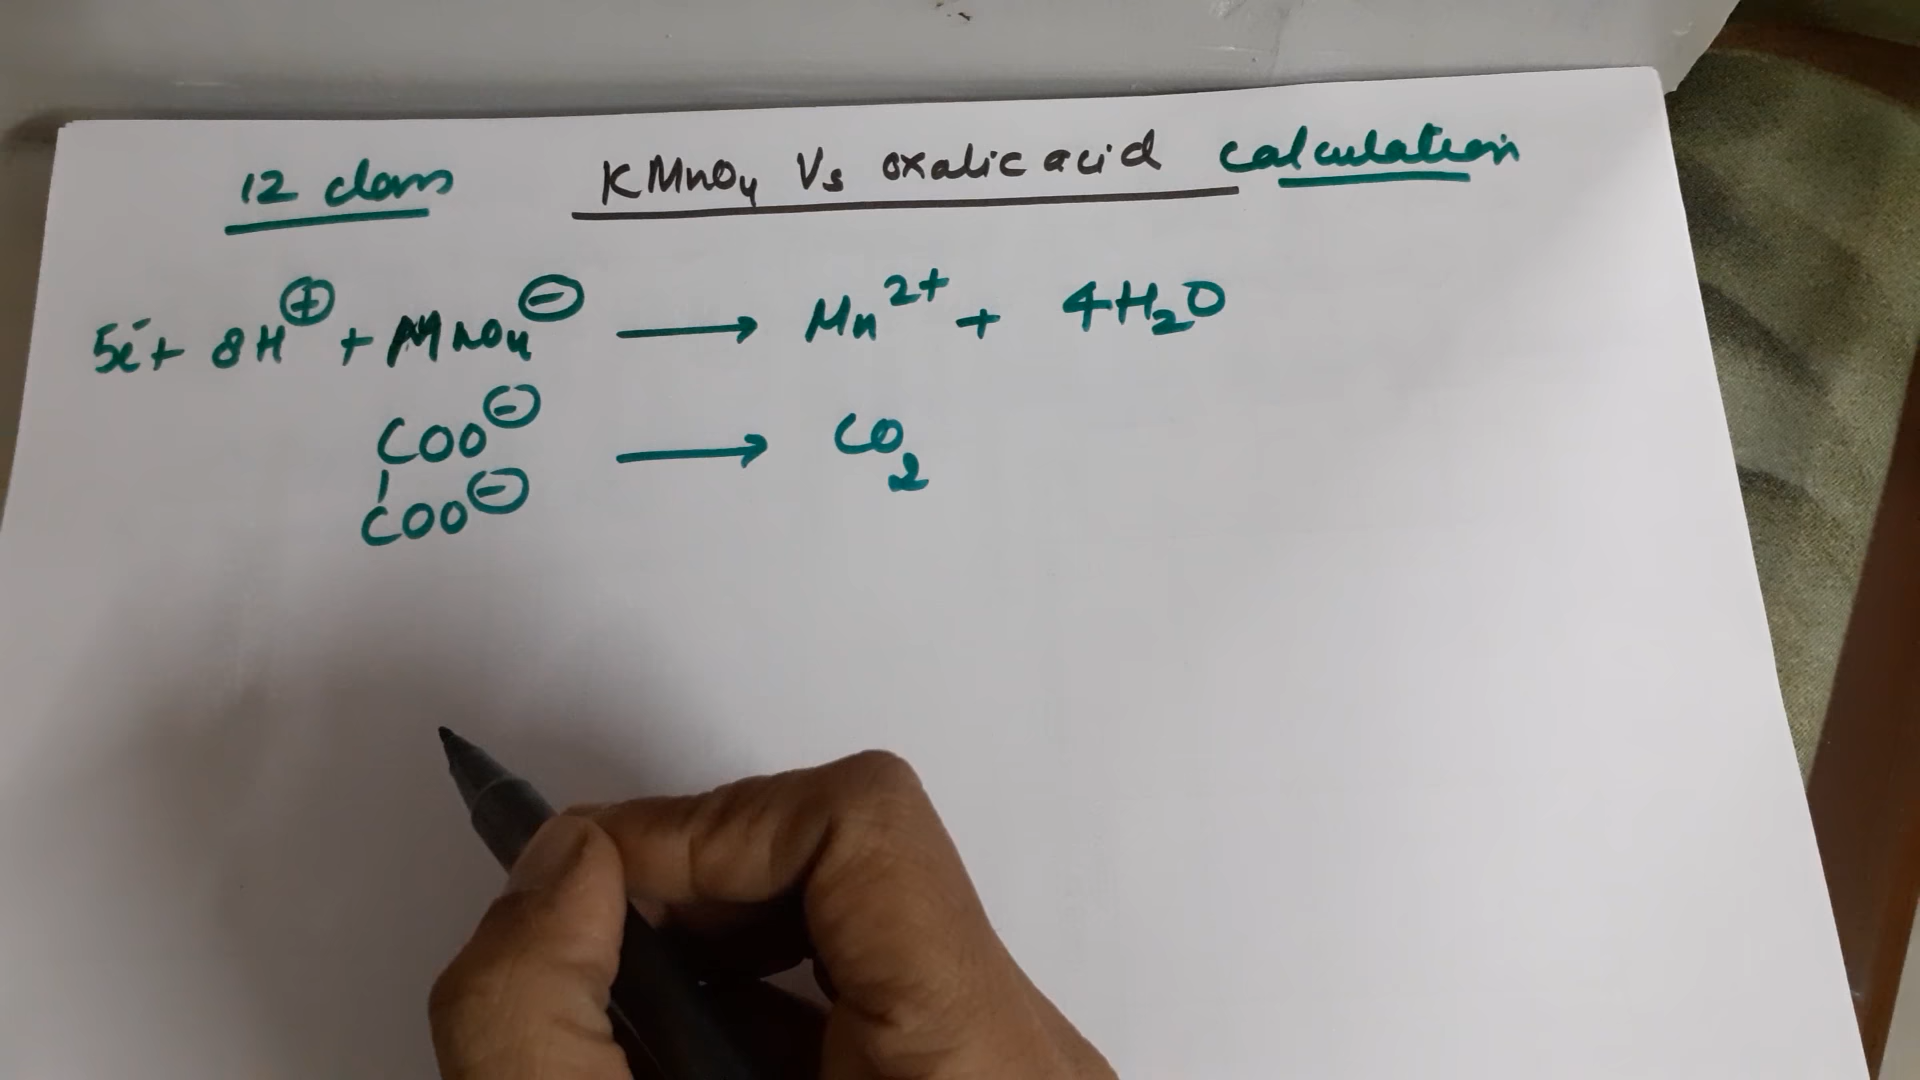 12 class KMnO4 Vs oxalic acid calculation
5e⁻ + 8H⊕ + MnO4⊖ ⟶ Mn²⁺ + 4H₂O
COO⊖ ⟶ CO₂
|
COO⊖